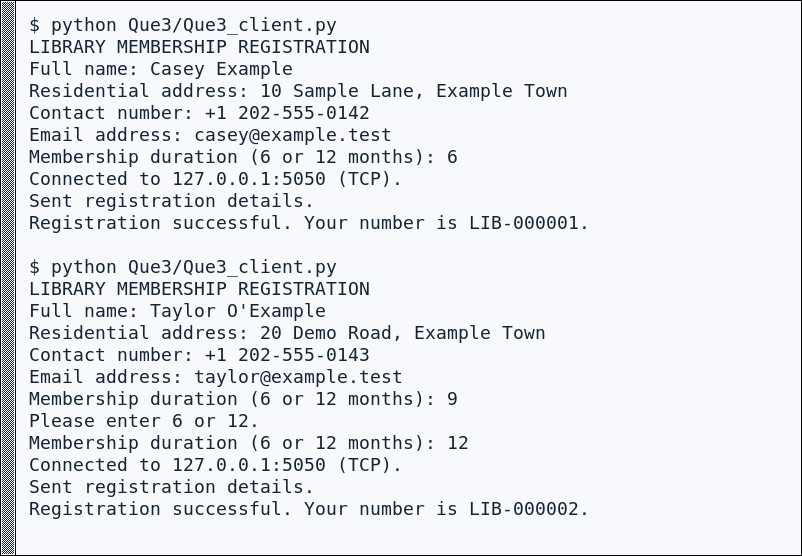 $ python Que3/Que3_client.py
LIBRARY MEMBERSHIP REGISTRATION
Full name: Casey Example
Residential address: 10 Sample Lane, Example Town
Contact number: +1 202-555-0142
Email address: casey@example.test
Membership duration (6 or 12 months): 6
Connected to 127.0.0.1:5050 (TCP).
Sent registration details.
Registration successful. Your number is LIB-000001.

$ python Que3/Que3_client.py
LIBRARY MEMBERSHIP REGISTRATION
Full name: Taylor O'Example
Residential address: 20 Demo Road, Example Town
Contact number: +1 202-555-0143
Email address: taylor@example.test
Membership duration (6 or 12 months): 9
Please enter 6 or 12.
Membership duration (6 or 12 months): 12
Connected to 127.0.0.1:5050 (TCP).
Sent registration details.
Registration successful. Your number is LIB-000002.